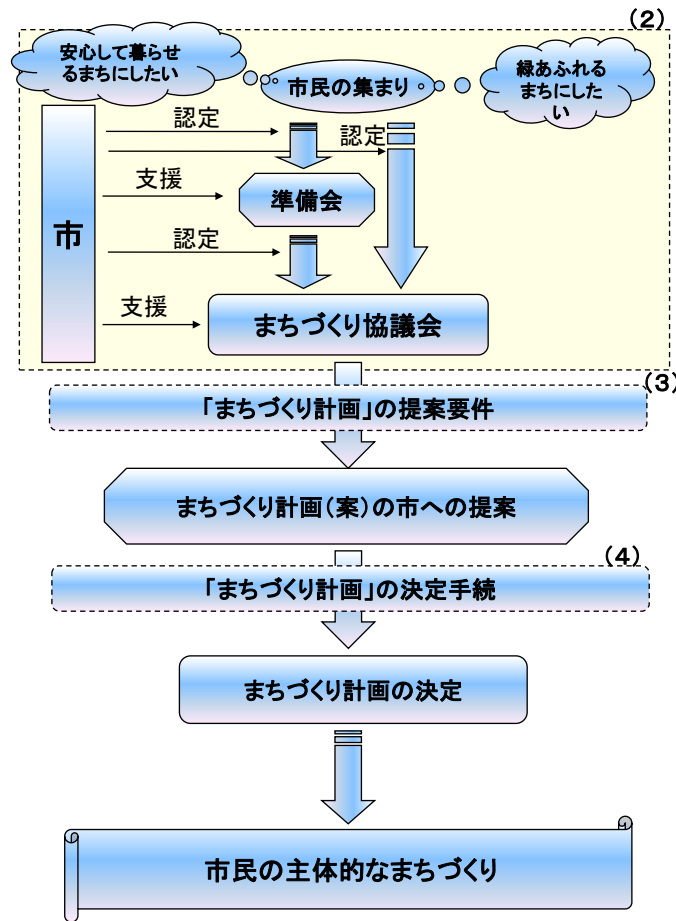 (2)
安心して暮らせ
るまちにしたい
市民の集まり
緑あふれる
まちにした
い
認定
認定
市
支援
準備会
認定
支援
まちづくり協議会
(3)
「まちづくり計画」の提案要件
まちづくり計画(案)の市への提案
(4)
「まちづくり計画」の決定手続
まちづくり計画の決定
市民の主体的なまちづくり